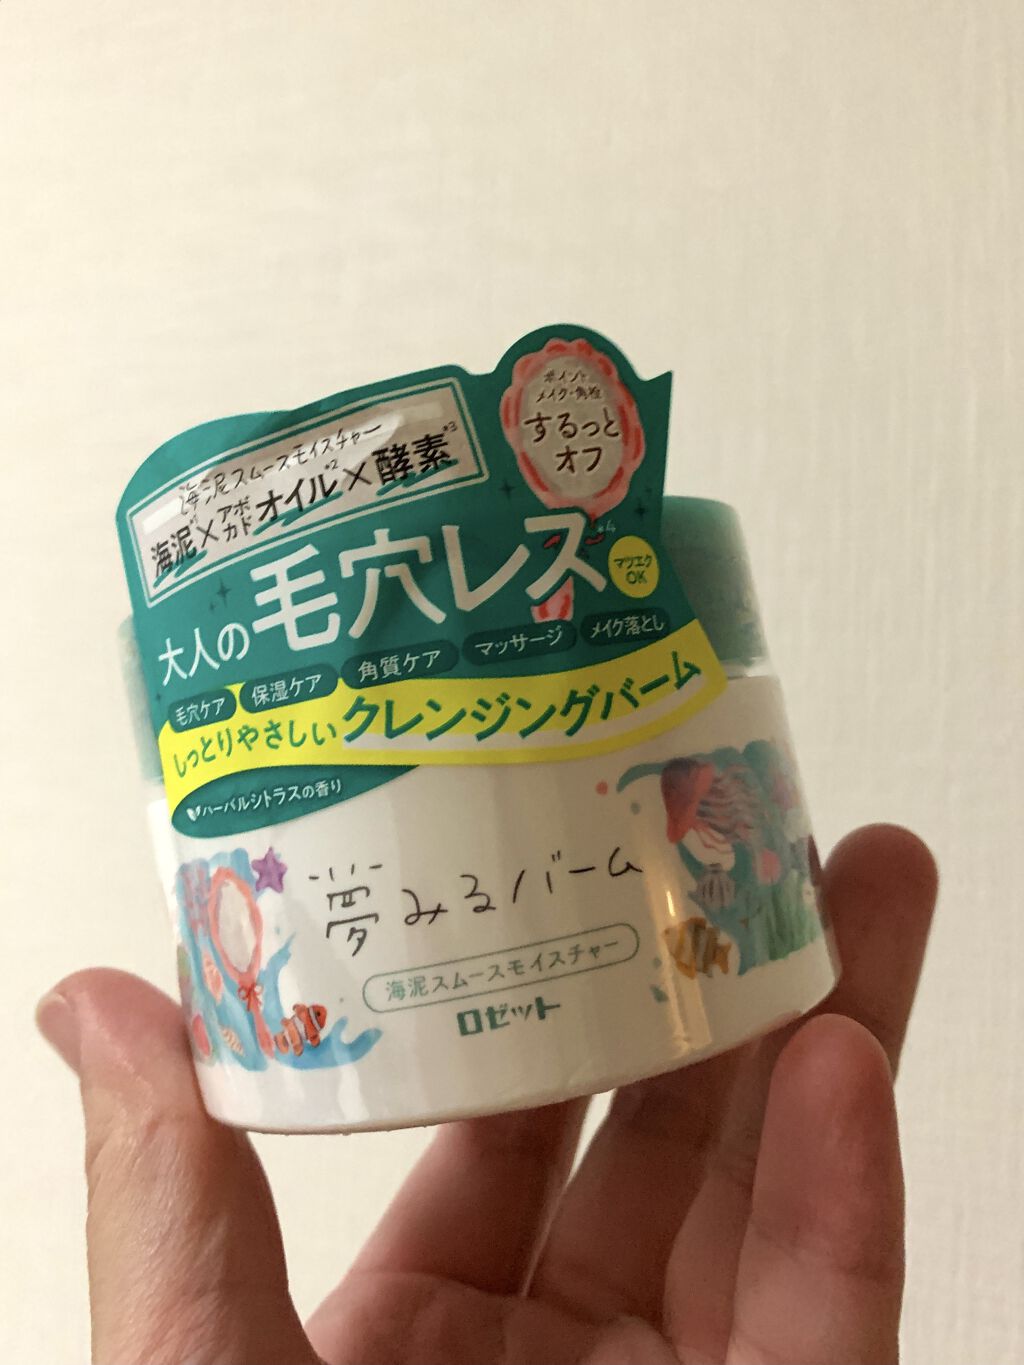 ポイント
メイク・角栓
するっと
オフ
海泥スムースモイスチャー
海泥*1×アボカドオイル*2×酵素*3
大人の毛穴レス*4
マツエク
OK
毛穴ケア 保湿ケア 角質ケア マッサージ メイク落とし
しっとりやさしいクレンジングバーム
ハーバルシトラスの香り
夢みるバーム
海泥スムースモイスチャー
ロゼット